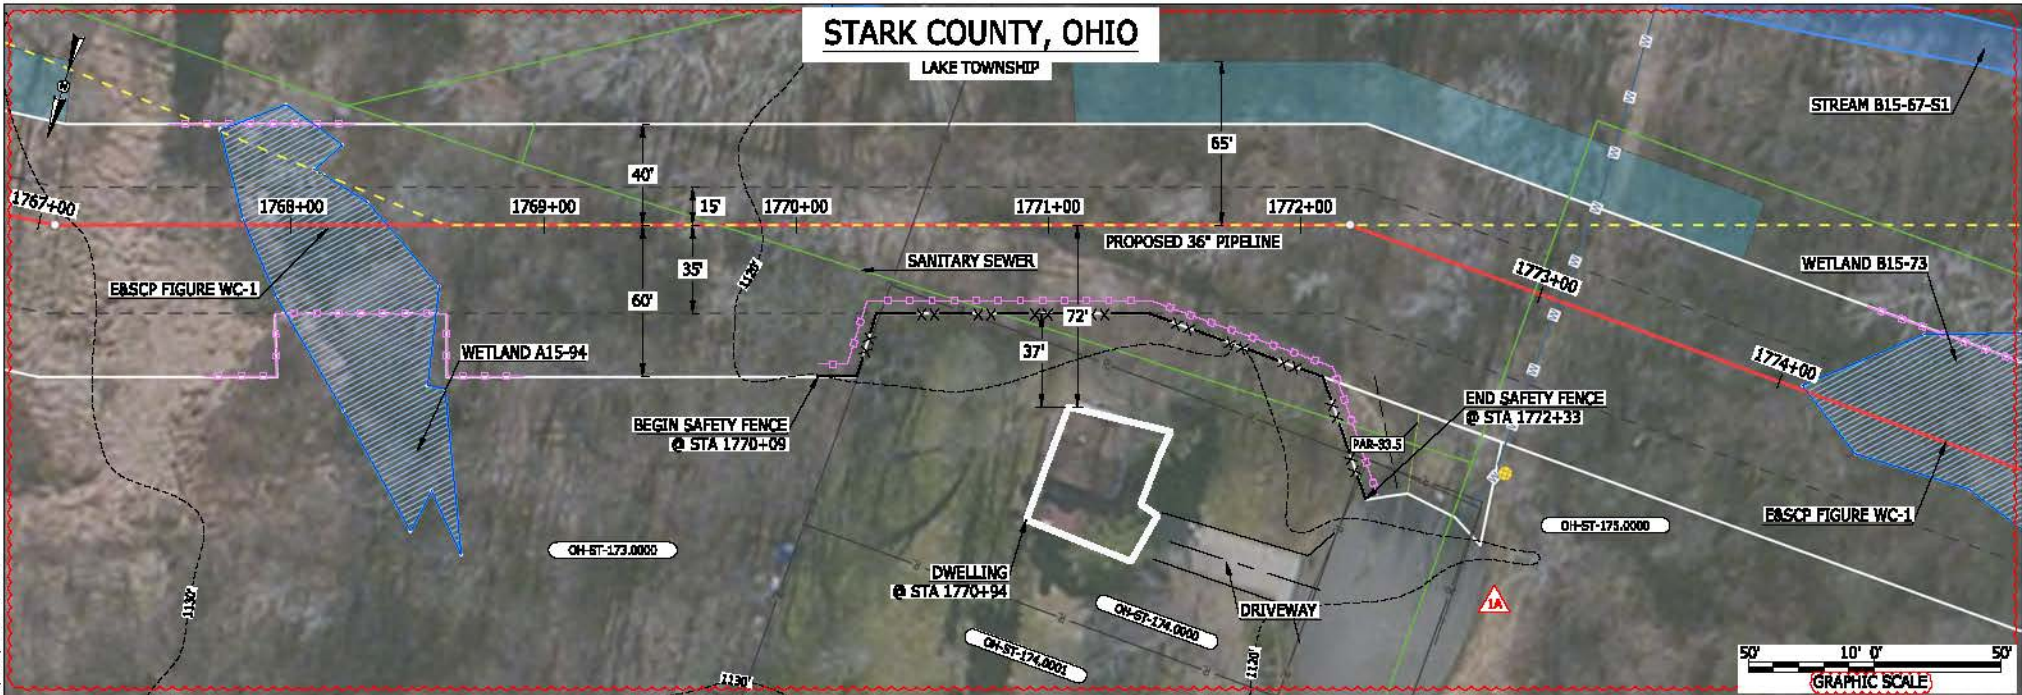 STARK COUNTY, OHIO
LAKE TOWNSHIP
STREAM B15-67-S1
65'
40'
15'
1767+00
1768+00
1769+00
1770+00
1771+00
1772+00
PROPOSED 36" PIPELINE
SANITARY SEWER
35'
1120'
60'
E&SCP FIGURE WC-1
72'
37'
WETLAND A15-94
1773+00
WETLAND B15-73
1774+00
BEGIN SAFETY FENCE
@ STA 1770+09
END SAFETY FENCE
@ STA 1772+33
PAR-33.5
W
W
W
W
W
W
W
W
OH-ST-173.0000
OH-ST-175.0000
E&SCP FIGURE WC-1
DWELLING
@ STA 1770+94
DRIVEWAY
1A
1130'
OH-ST-174.0000
OH-ST-174.0001
1130'
1120'
50' 10' 0' 50'
GRAPHIC SCALE